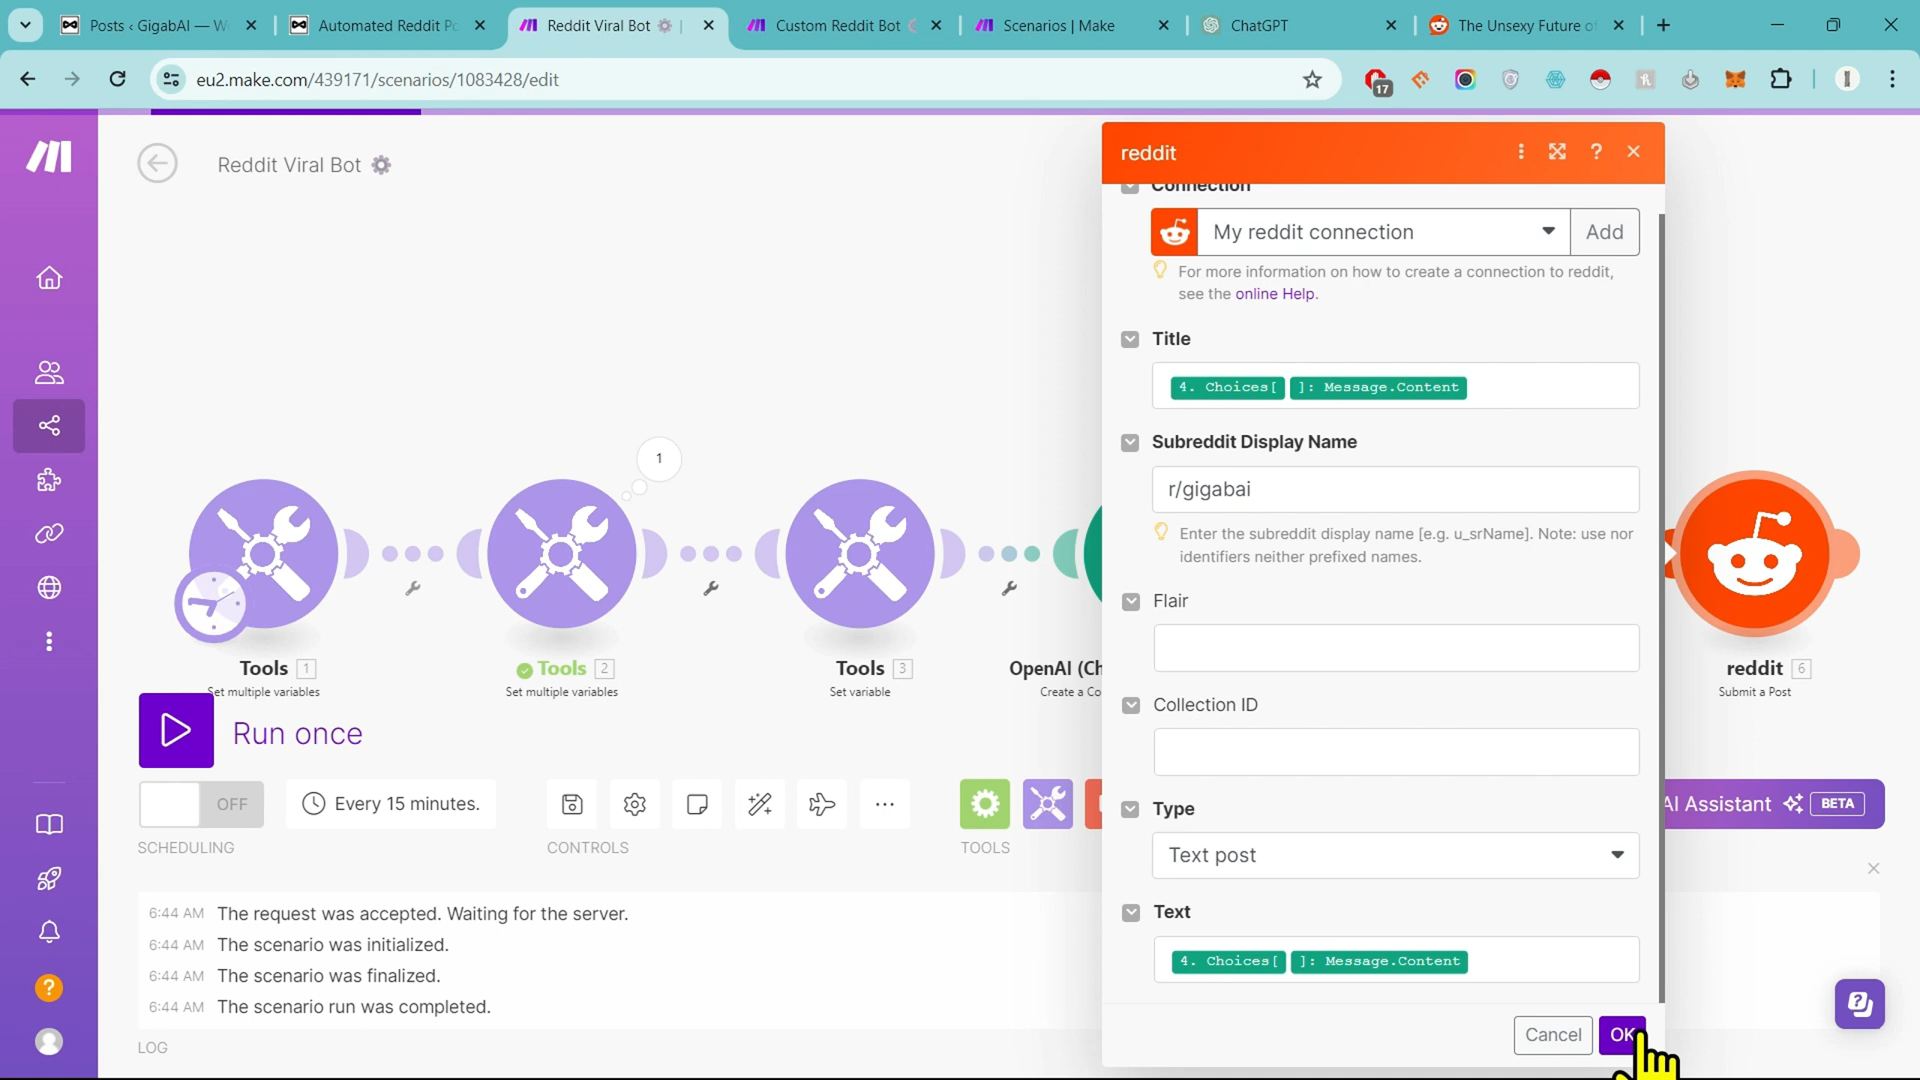 Posts ‹ GigabAI — W
Automated Reddit Po
Reddit Viral Bot
Custom Reddit Bot
Scenarios | Make
ChatGPT
The Unsexy Future of
eu2.make.com/439171/scenarios/1083428/edit
17
Reddit Viral Bot
reddit
Connection
My reddit connection
Add
For more information on how to create a connection to reddit,
see the online Help.
Title
4. Choices[ ]: Message.Content
Subreddit Display Name
r/gigabai
Enter the subreddit display name [e.g. u_srName]. Note: use nor
identifiers neither prefixed names.
Flair
Collection ID
Type
Text post
Text
4. Choices[ ]: Message.Content
Cancel
OK
1
Tools 1
Set multiple variables
Tools 2
Set multiple variables
Tools 3
Set variable
OpenAI (Ch
Create a Co
reddit 6
Submit a Post
Run once
OFF
Every 15 minutes.
AI Assistant
BETA
SCHEDULING
CONTROLS
TOOLS
6:44 AM The request was accepted. Waiting for the server.
6:44 AM The scenario was initialized.
6:44 AM The scenario was finalized.
6:44 AM The scenario run was completed.
LOG